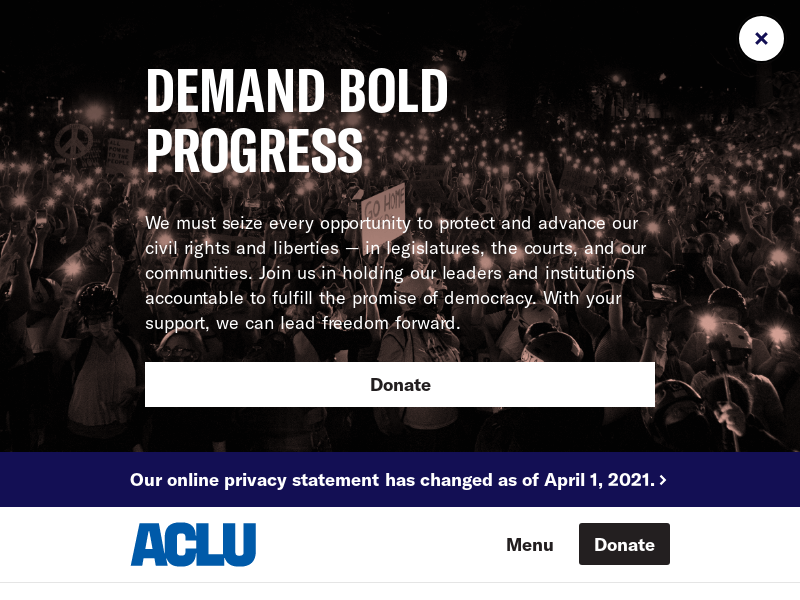 DEMAND BOLD
PROGRESS
GO HOME
We must seize every opportunity to protect and advance our
civil rights and liberties — in legislatures, the courts, and our
communities. Join us in holding our leaders and institutions
accountable to fulfill the promise of democracy. With your
support, we can lead freedom forward.
Donate
Our online privacy statement has changed as of April 1, 2021.
ACLU
Menu
Donate